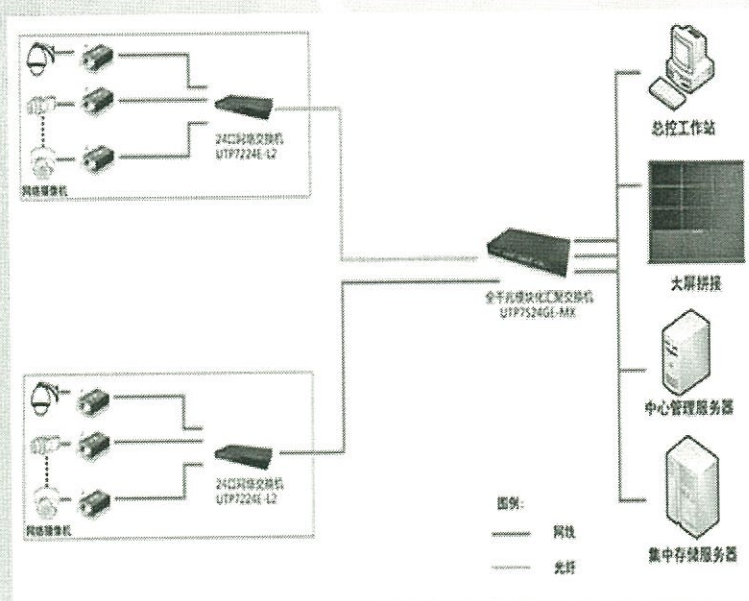 24口网络交换机
UTP7224E-L2
网络摄像机
总控工作站
大屏拼接
全千兆模块化汇聚交换机
UTP7524GE-MX
中心管理服务器
24口网络交换机
UTP7224E-L2
网络摄像机
图例:
网线
光纤
集中存储服务器